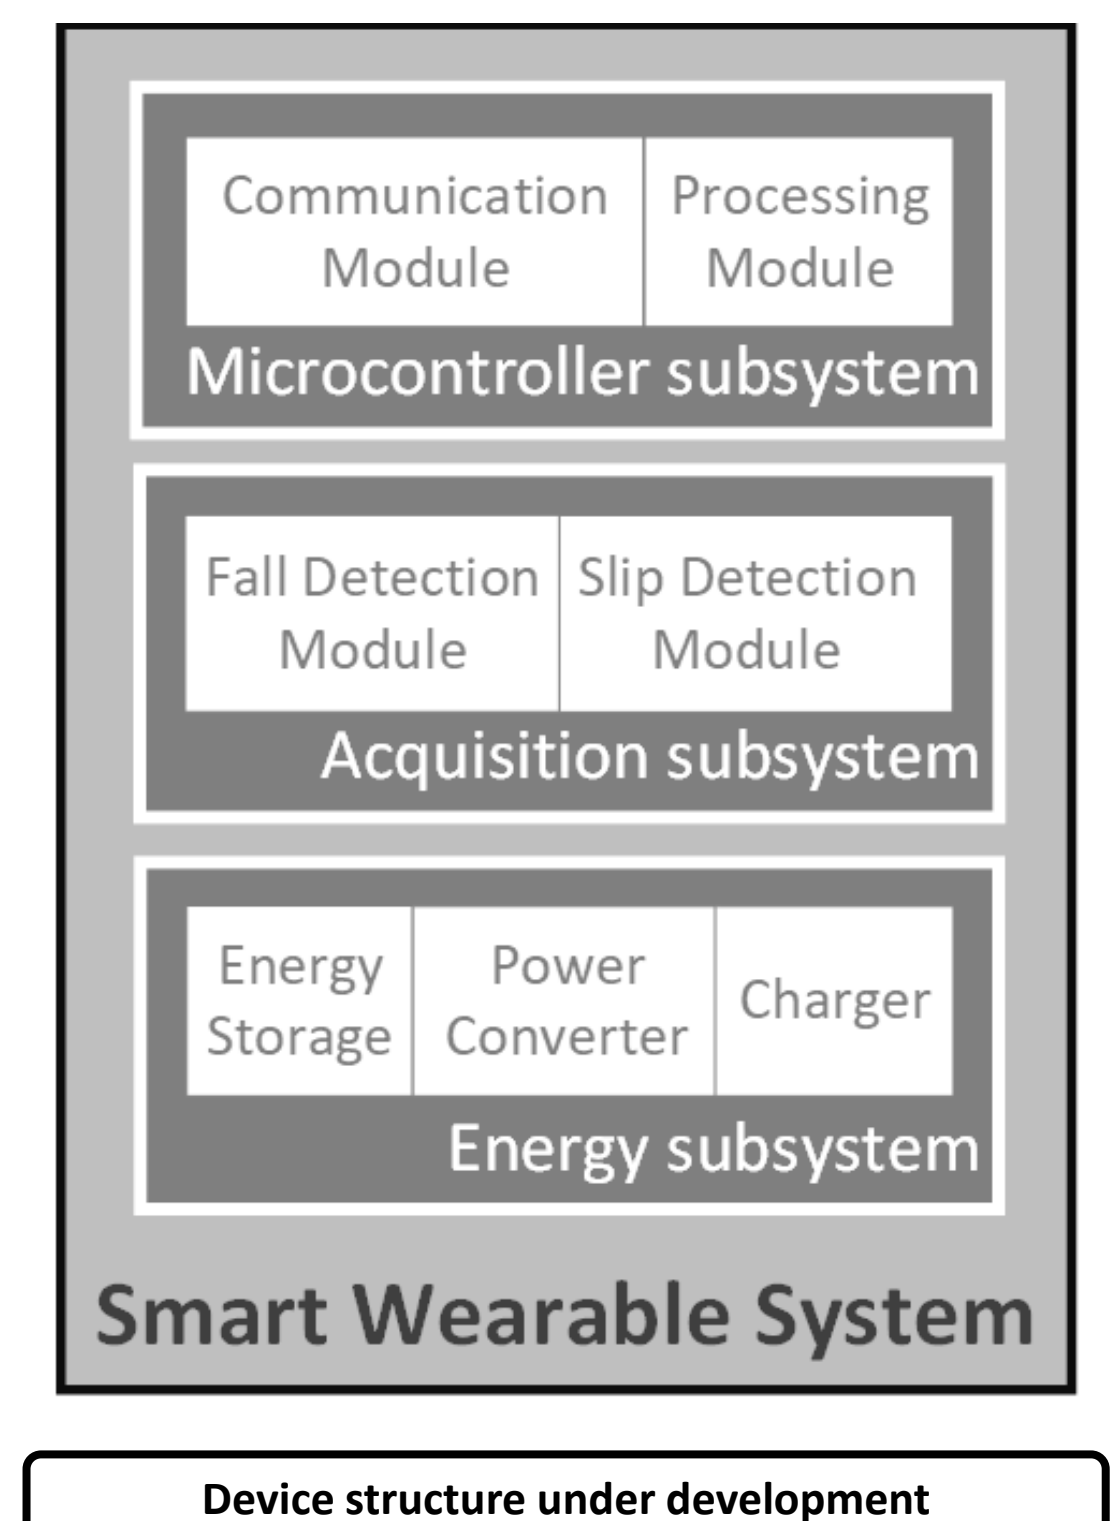 Communication Module
Processing Module
Microcontroller subsystem
Fall Detection Module
Slip Detection Module
Acquisition subsystem
Energy Storage
Power Converter
Charger
Energy subsystem
Smart Wearable System
Device structure under development